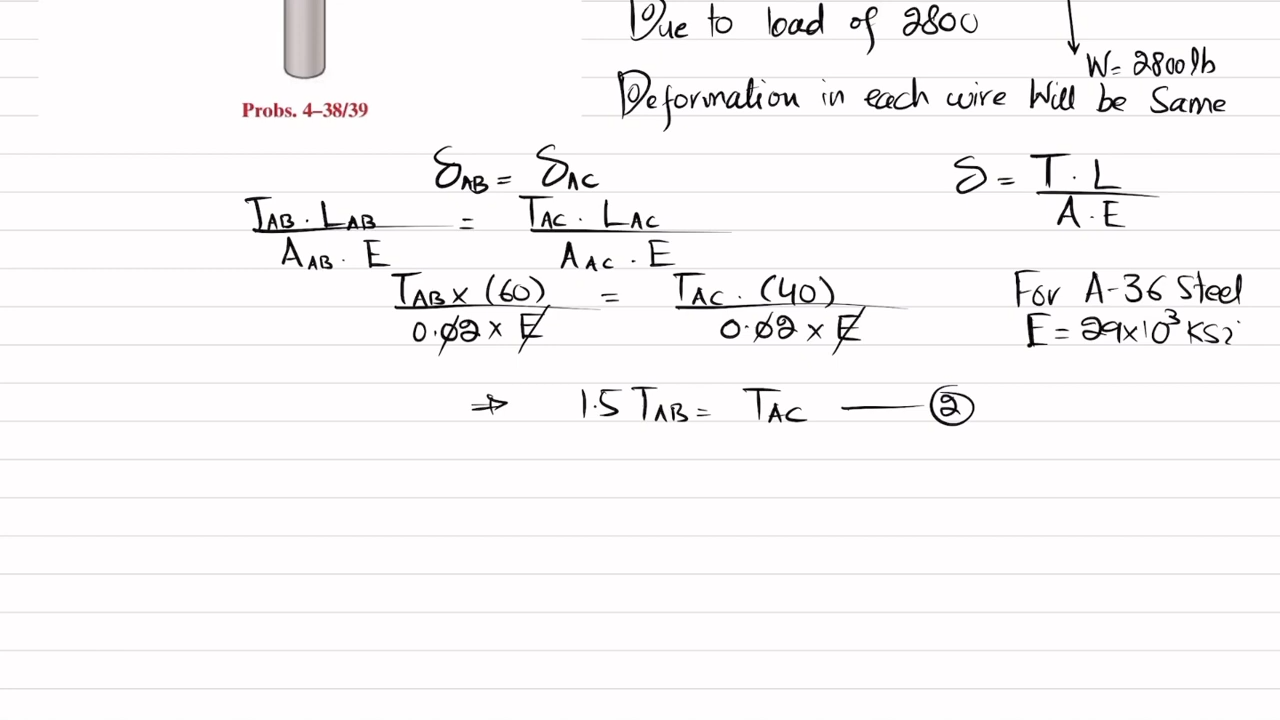 Due to load of 2800
W= 2800lb
Probs. 4–38/39
Deformation in each wire Will be Same
δAB = δAC
δ = T · L / A · E
TAB · LAB / AAB · E = TAC · LAC / AAC · E
TAB × (60) / 0.02 × E = TAC · (40) / 0.02 × E
For A-36 Steel
E = 29×10³ KSi
⇒ 1.5 TAB = TAC — ②